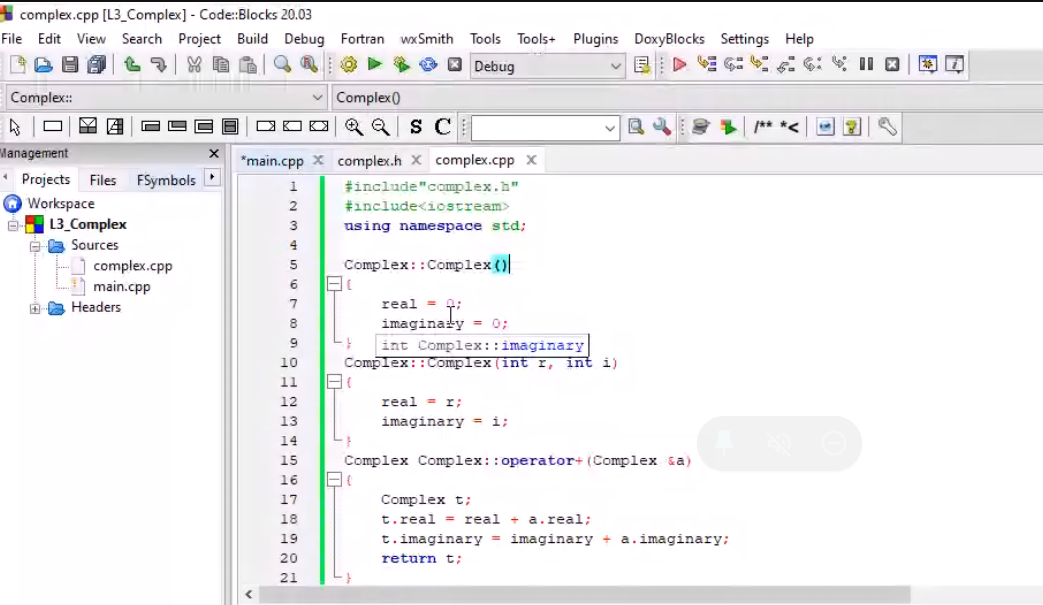 complex.cpp [L3_Complex] - Code::Blocks 20.03
File Edit View Search Project Build Debug Fortran wxSmith Tools Tools+ Plugins DoxyBlocks Settings Help
Debug
Complex:: Complex()
S C /** *<
Management
*main.cpp complex.h complex.cpp
Projects Files FSymbols
Workspace
L3_Complex
Sources
complex.cpp
main.cpp
Headers
1 #include"complex.h"
2 #include<iostream>
3 using namespace std;
4
5 Complex::Complex()
6 {
7 real = 0;
8 imaginary = 0;
9 }
int Complex::imaginary
10 Complex::Complex(int r, int i)
11 {
12 real = r;
13 imaginary = i;
14 }
15 Complex Complex::operator+(Complex &a)
16 {
17 Complex t;
18 t.real = real + a.real;
19 t.imaginary = imaginary + a.imaginary;
20 return t;
21 }